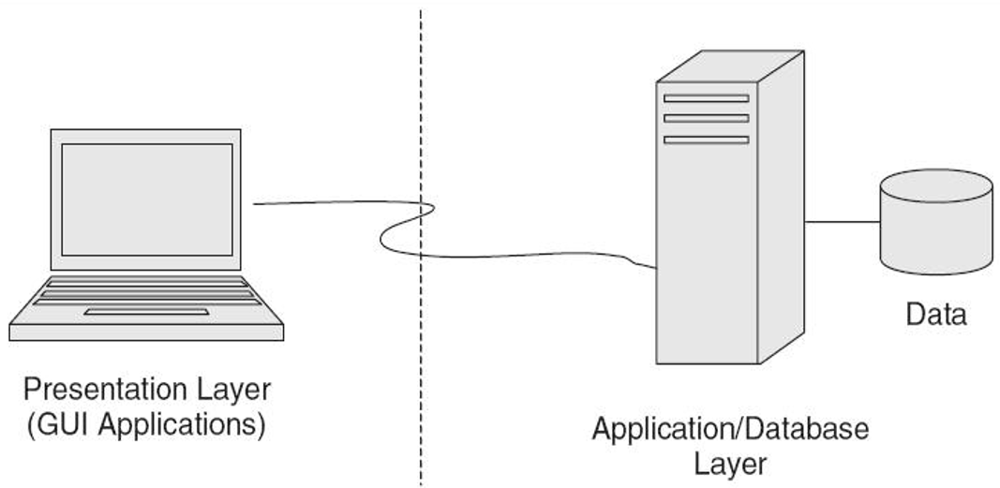 Presentation Layer
(GUI Applications)
Application/Database
Layer
Data